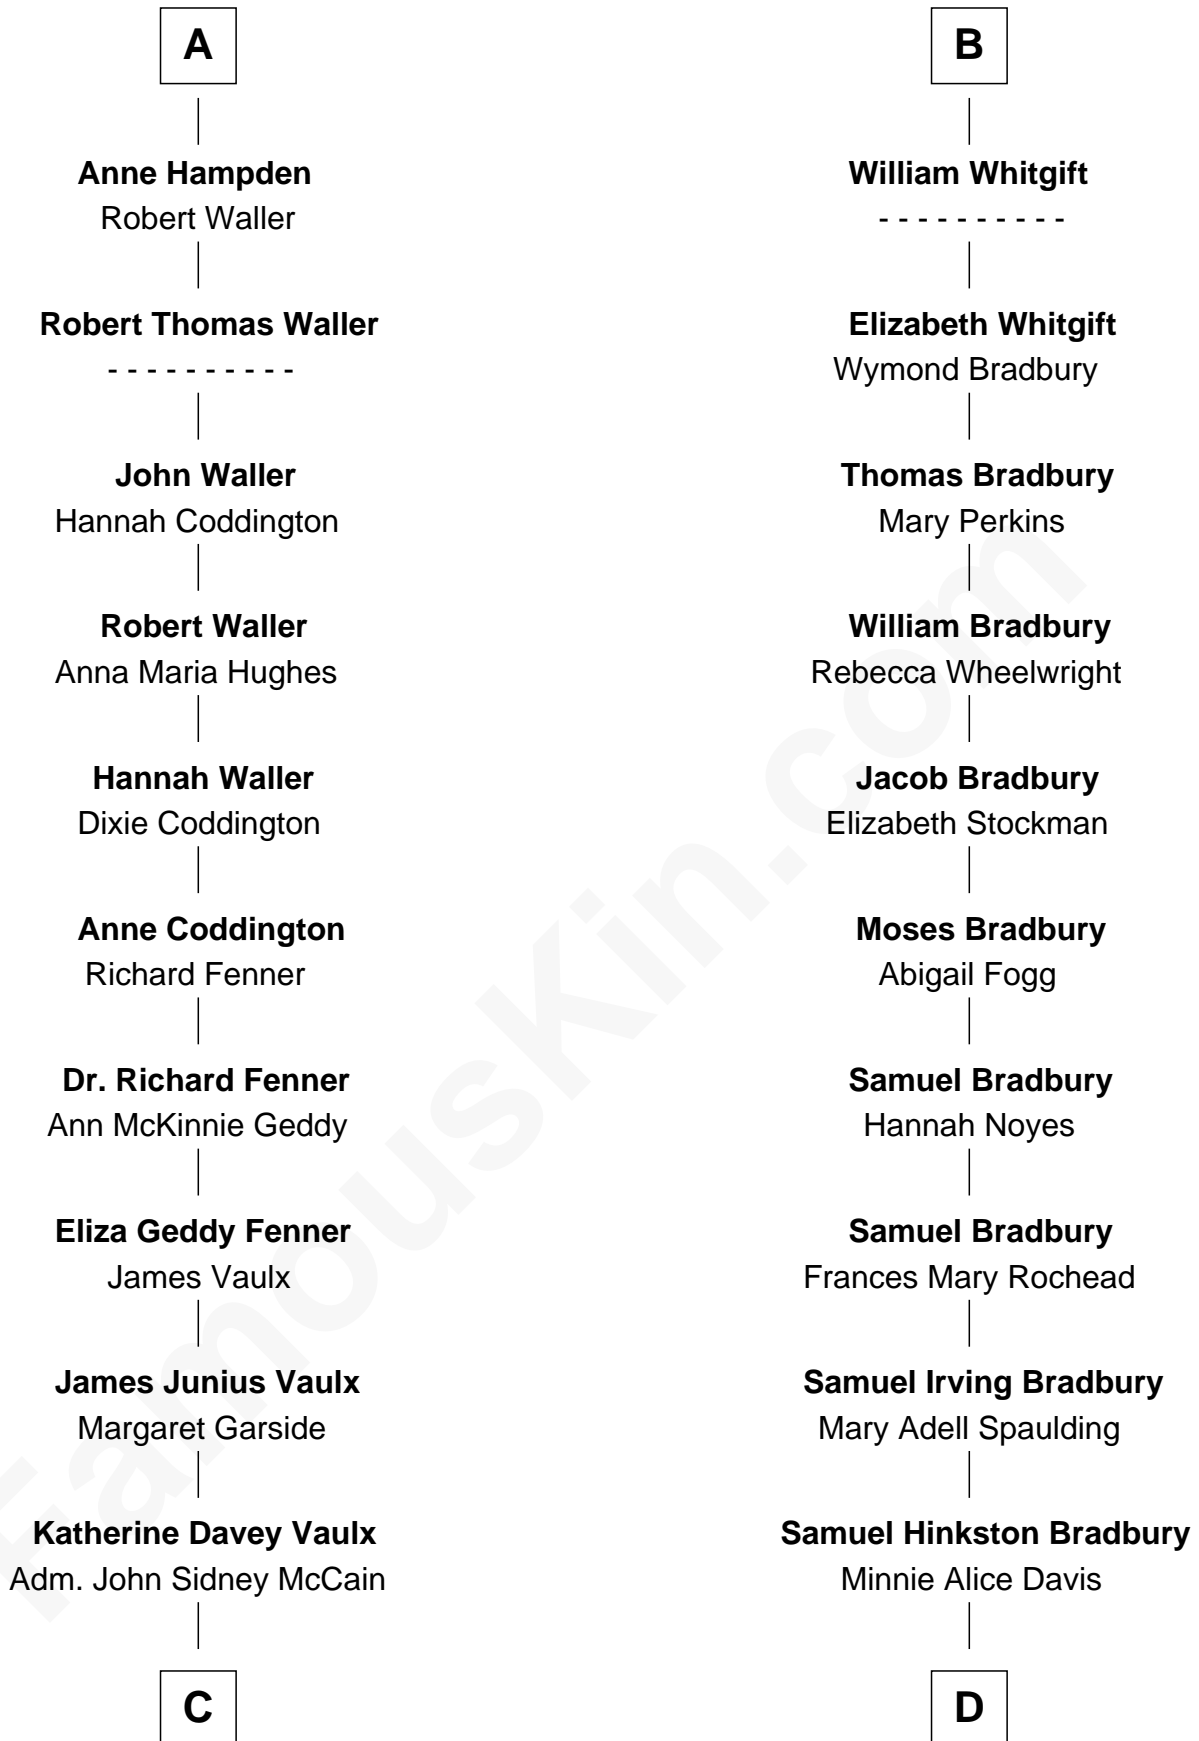 A
Anne Hampden
Robert Waller
Robert Thomas Waller
- - - - - - - - - -
John Waller
Hannah Coddington
Robert Waller
Anna Maria Hughes
Hannah Waller
Dixie Coddington
Anne Coddington
Richard Fenner
Dr. Richard Fenner
Ann McKinnie Geddy
Eliza Geddy Fenner
James Vaulx
James Junius Vaulx
Margaret Garside
Katherine Davey Vaulx
Adm. John Sidney McCain
C
B
William Whitgift
- - - - - - - - - -
Elizabeth Whitgift
Wymond Bradbury
Thomas Bradbury
Mary Perkins
William Bradbury
Rebecca Wheelwright
Jacob Bradbury
Elizabeth Stockman
Moses Bradbury
Abigail Fogg
Samuel Bradbury
Hannah Noyes
Samuel Bradbury
Frances Mary Rochead
Samuel Irving Bradbury
Mary Adell Spaulding
Samuel Hinkston Bradbury
Minnie Alice Davis
D
FamousKin.com